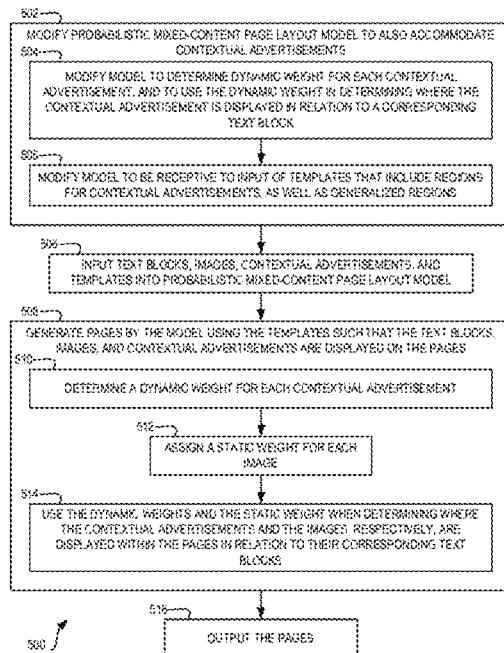 502
MODIFY PROBABILISTIC MIXED-CONTENT PAGE LAYOUT MODEL TO ALSO ACCOMMODATE
CONTEXTUAL ADVERTISEMENTS
504
MODIFY MODEL TO DETERMINE DYNAMIC WEIGHT FOR EACH CONTEXTUAL
ADVERTISEMENT, AND TO USE THE DYNAMIC WEIGHT IN DETERMINING WHERE THE
CONTEXTUAL ADVERTISEMENT IS DISPLAYED IN RELATION TO A CORRESPONDING
TEXT BLOCK
505
MODIFY MODEL TO BE RECEPTIVE TO INPUT OF TEMPLATES THAT INCLUDE REGIONS
FOR CONTEXTUAL ADVERTISEMENTS, AS WELL AS GENERALIZED REGIONS
506
INPUT TEXT BLOCKS, IMAGES, CONTEXTUAL ADVERTISEMENTS, AND
TEMPLATES INTO PROBABILISTIC MIXED-CONTENT PAGE LAYOUT MODEL
508
GENERATE PAGES BY THE MODEL USING THE TEMPLATES SUCH THAT THE TEXT BLOCKS,
IMAGES, AND CONTEXTUAL ADVERTISEMENTS ARE DISPLAYED ON THE PAGES
510
DETERMINE A DYNAMIC WEIGHT FOR EACH CONTEXTUAL ADVERTISEMENT
512
ASSIGN A STATIC WEIGHT FOR EACH
IMAGE
514
USE THE DYNAMIC WEIGHTS AND THE STATIC WEIGHT WHEN DETERMINING WHERE
THE CONTEXTUAL ADVERTISEMENTS AND THE IMAGES, RESPECTIVELY, ARE
DISPLAYED WITHIN THE PAGES IN RELATION TO THEIR CORRESPONDING TEXT
BLOCKS
516
OUTPUT THE PAGES
500